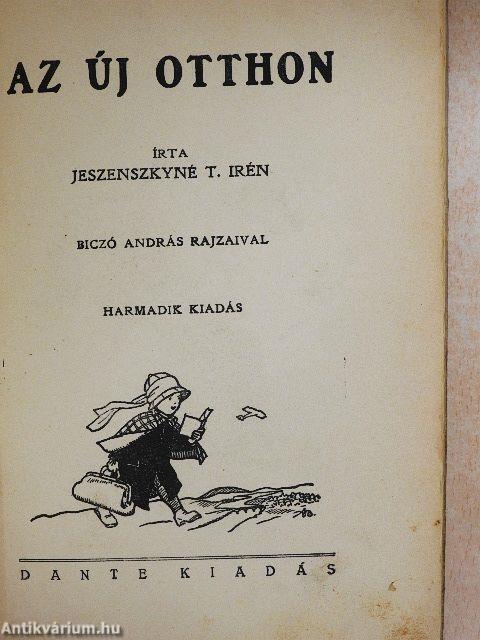 AZ ÚJ OTTHON
ÍRTA
JESZENSZKYNÉ T. IRÉN
BICZÓ ANDRÁS RAJZAIVAL
HARMADIK KIADÁS
DANTE KIADÁS
Antikvárium.hu